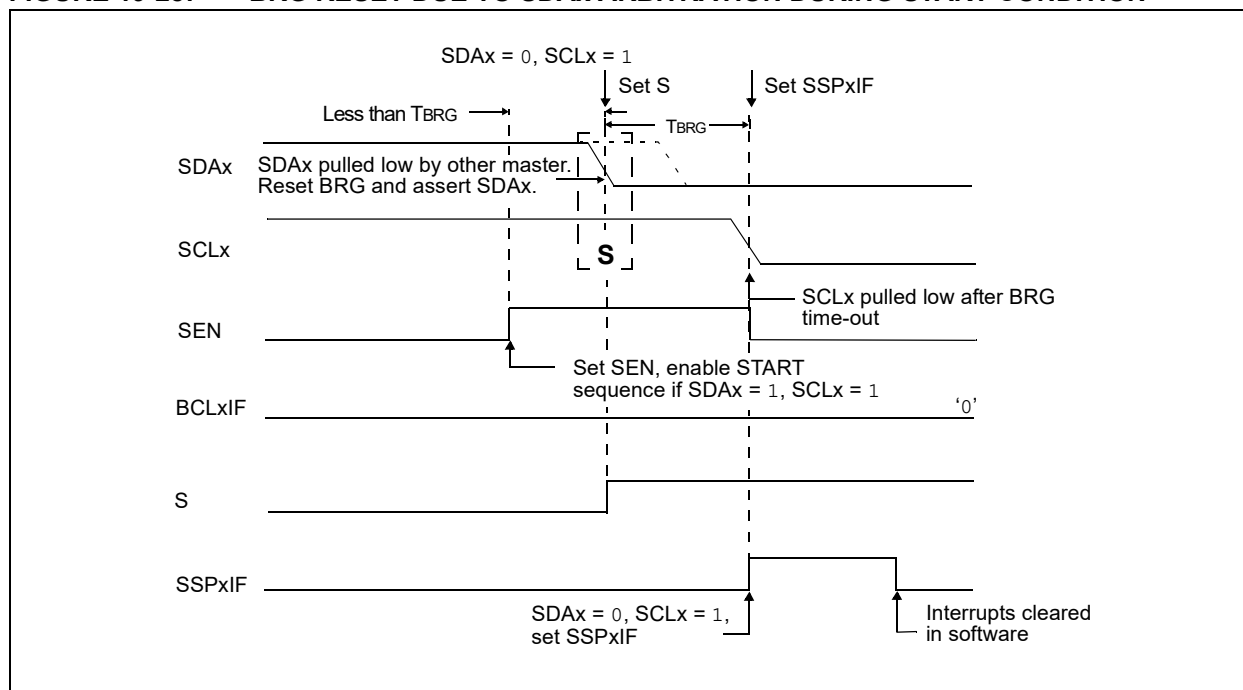 SDAx = 0, SCLx = 1
Set S
Set SSPxIF
Less than TBRG
TBRG
SDAx
SDAx pulled low by other master.
Reset BRG and assert SDAx.
SCLx
S
SCLx pulled low after BRG
time-out
SEN
Set SEN, enable START
sequence if SDAx = 1, SCLx = 1
BCLxIF
‘0’
S
SSPxIF
SDAx = 0, SCLx = 1,
set SSPxIF
Interrupts cleared
in software